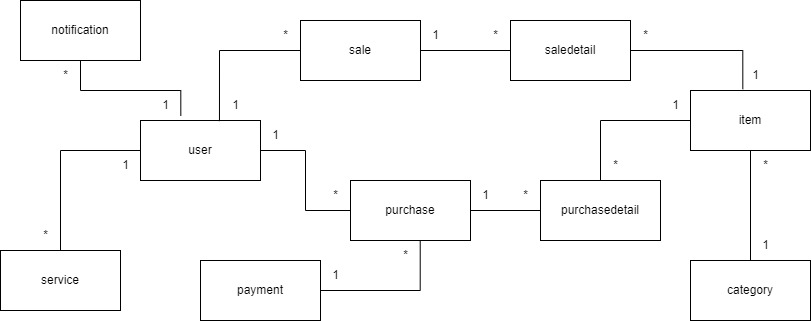 notification
*
1
sale
*
1
1
*
saledetail
*
1
user
1
1
item
1
*
*
service
*
purchase
1
*
*
purchasedetail
*
payment
1
category
1